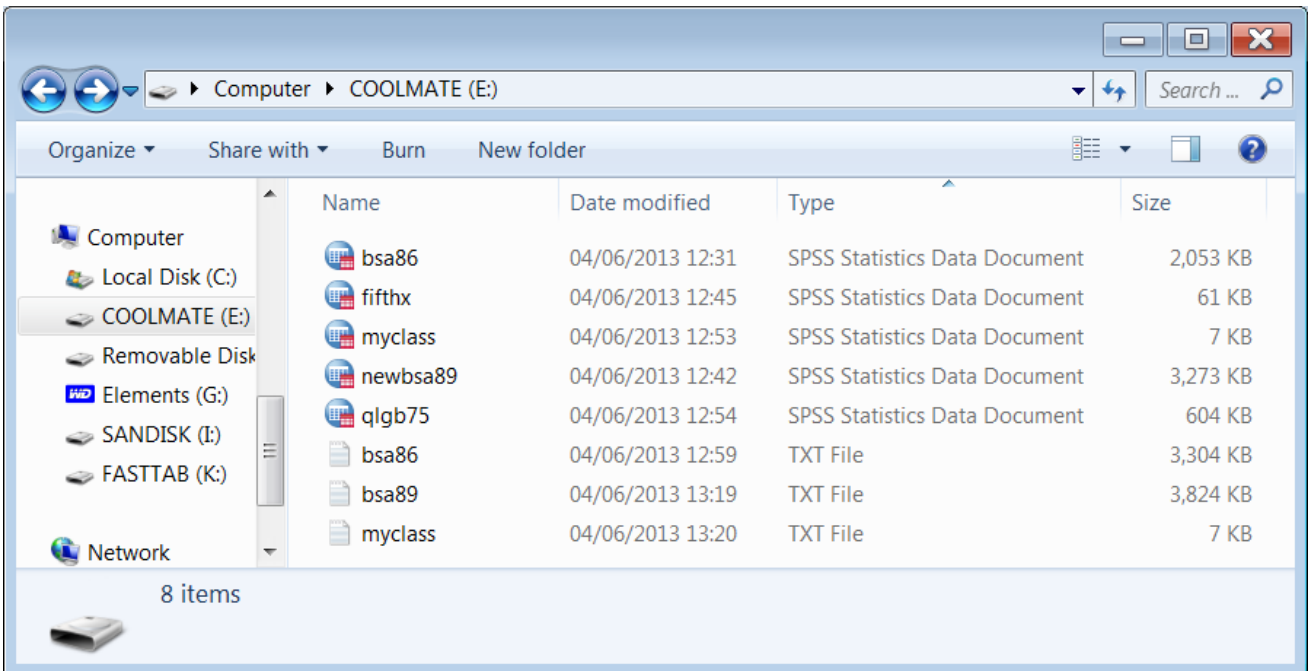 Computer COOLMATE (E:) Search ...
Organize Share with Burn New folder
Name Date modified Type Size
Computer
Local Disk (C:)
COOLMATE (E:)
Removable Disk
WD Elements (G:)
SANDISK (I:)
FASTTAB (K:)
Network
bsa86 04/06/2013 12:31 SPSS Statistics Data Document 2,053 KB
fifthx 04/06/2013 12:45 SPSS Statistics Data Document 61 KB
myclass 04/06/2013 12:53 SPSS Statistics Data Document 7 KB
newbsa89 04/06/2013 12:42 SPSS Statistics Data Document 3,273 KB
qlgb75 04/06/2013 12:54 SPSS Statistics Data Document 604 KB
bsa86 04/06/2013 12:59 TXT File 3,304 KB
bsa89 04/06/2013 13:19 TXT File 3,824 KB
myclass 04/06/2013 13:20 TXT File 7 KB
8 items